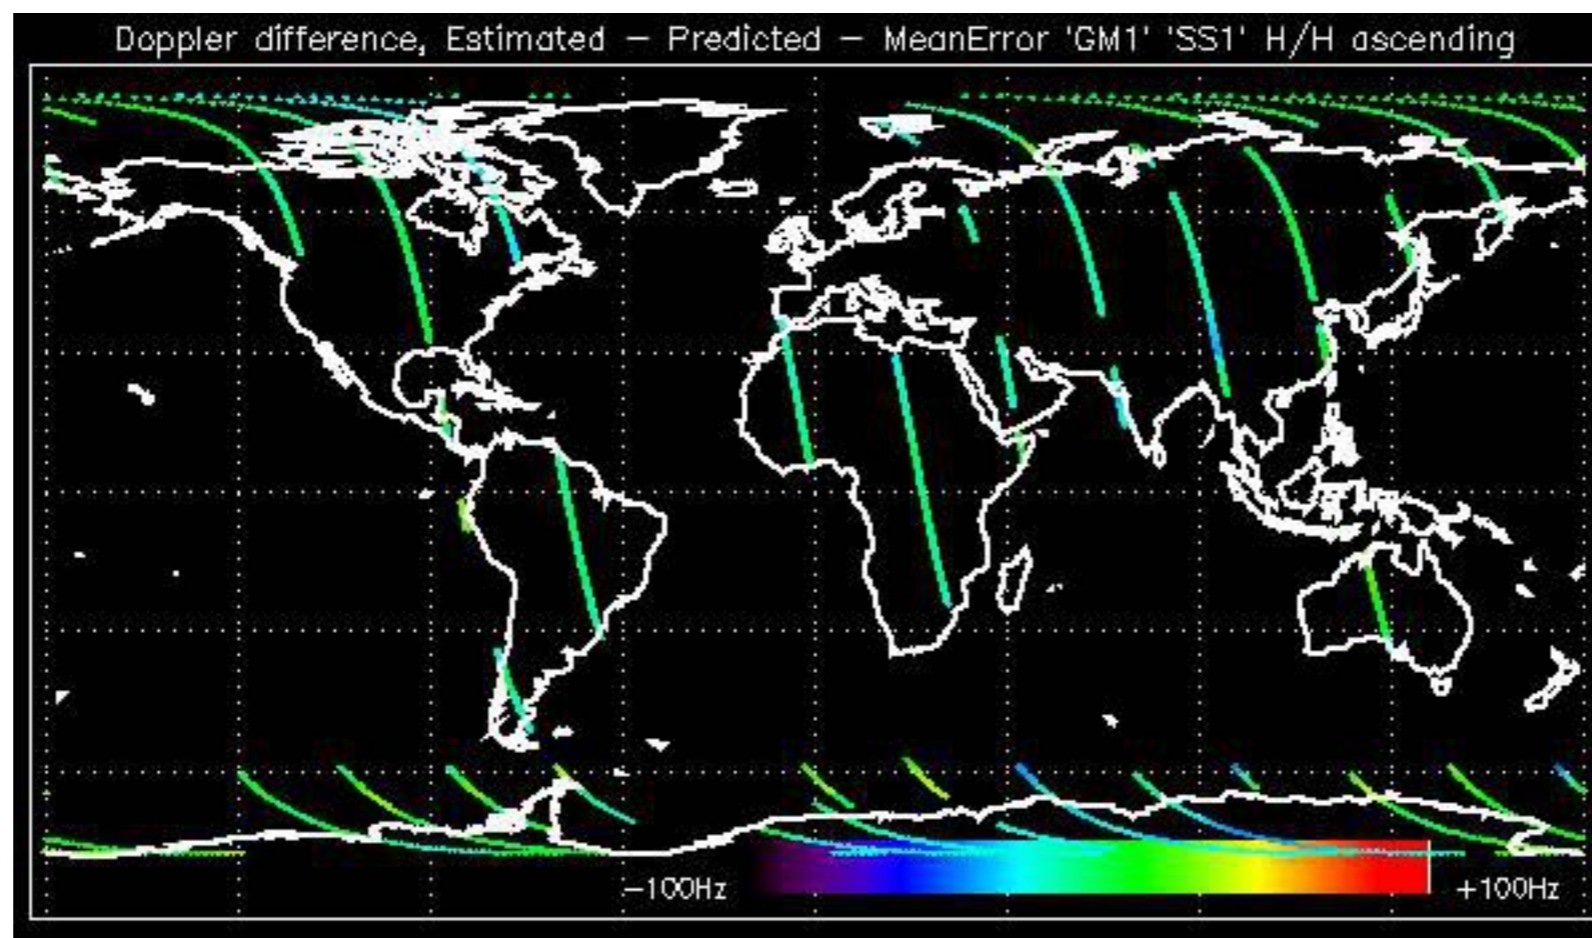 Doppler difference, Estimated - Predicted - MeanError 'GM1' 'SS1' H/H ascending
-100Hz +100Hz